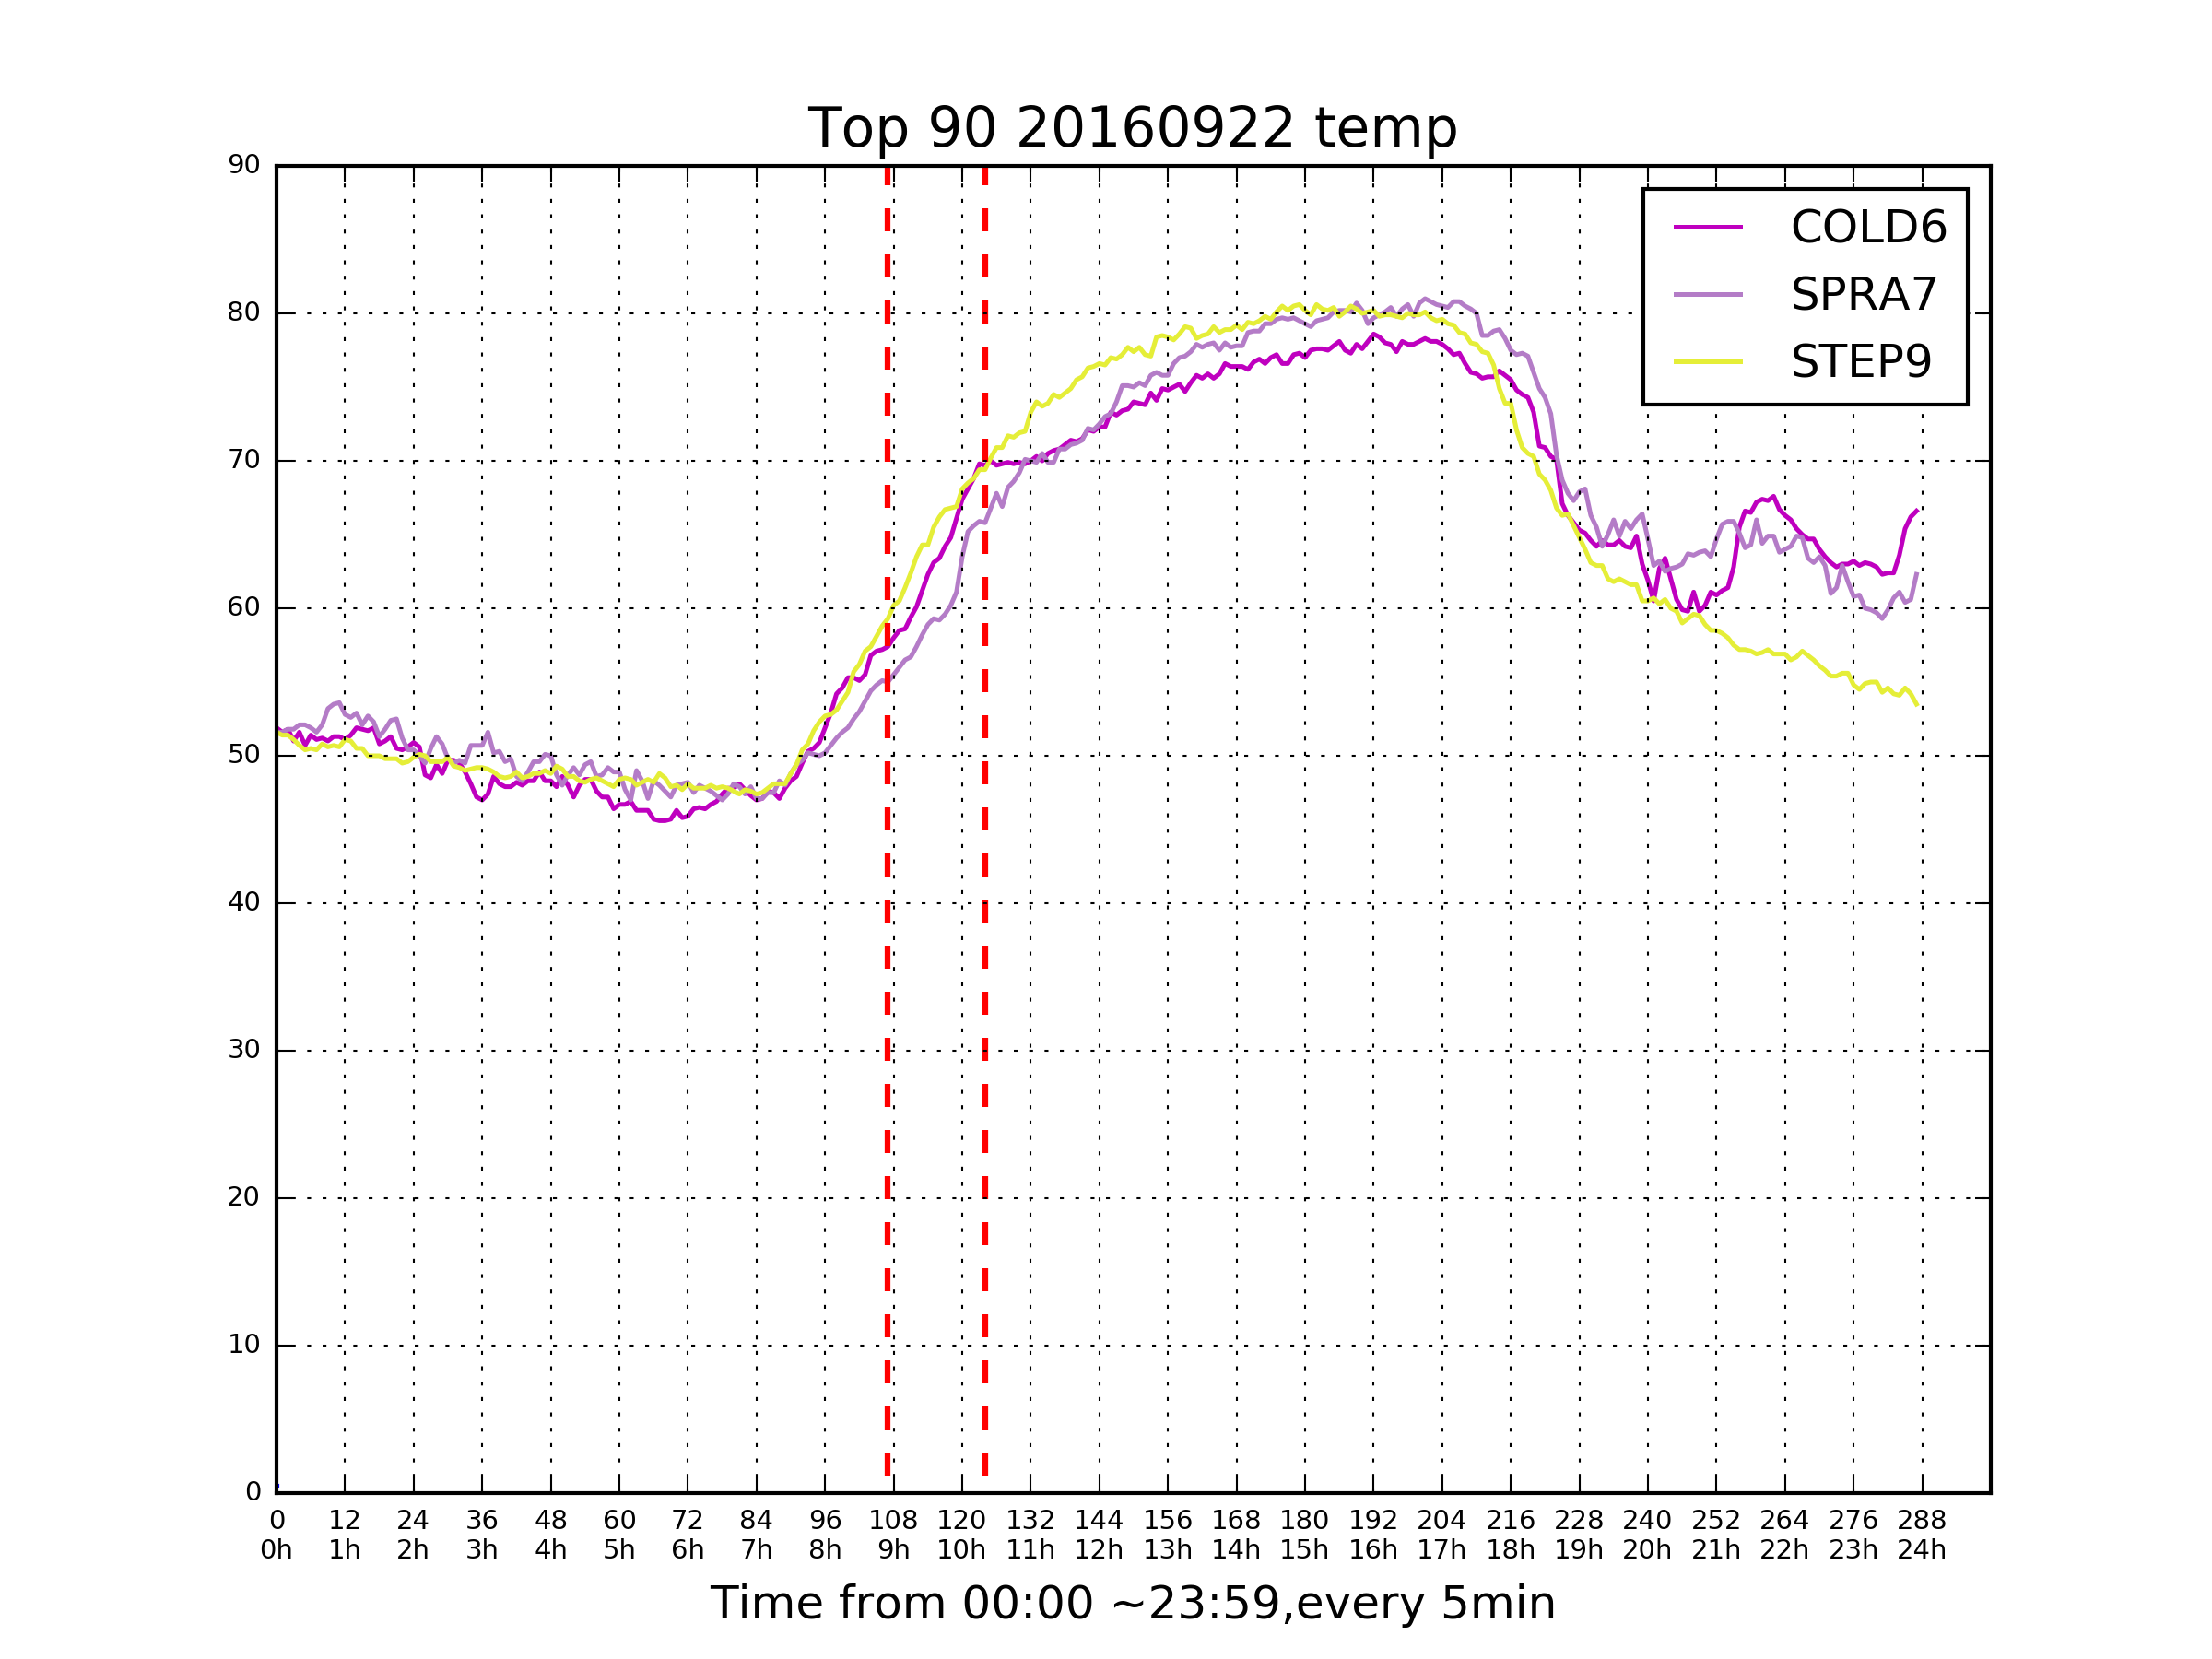 Top 90 20160922 temp
90
80
70
60
50
40
30
20
10
0
COLD6
SPRA7
STEP9
0 12 24 36 48 60 72 84 96 108 120 132 144 156 168 180 192 204 216 228 240 252 264 276 288
0h 1h 2h 3h 4h 5h 6h 7h 8h 9h 10h 11h 12h 13h 14h 15h 16h 17h 18h 19h 20h 21h 22h 23h 24h
Time from 00:00 ~23:59,every 5min